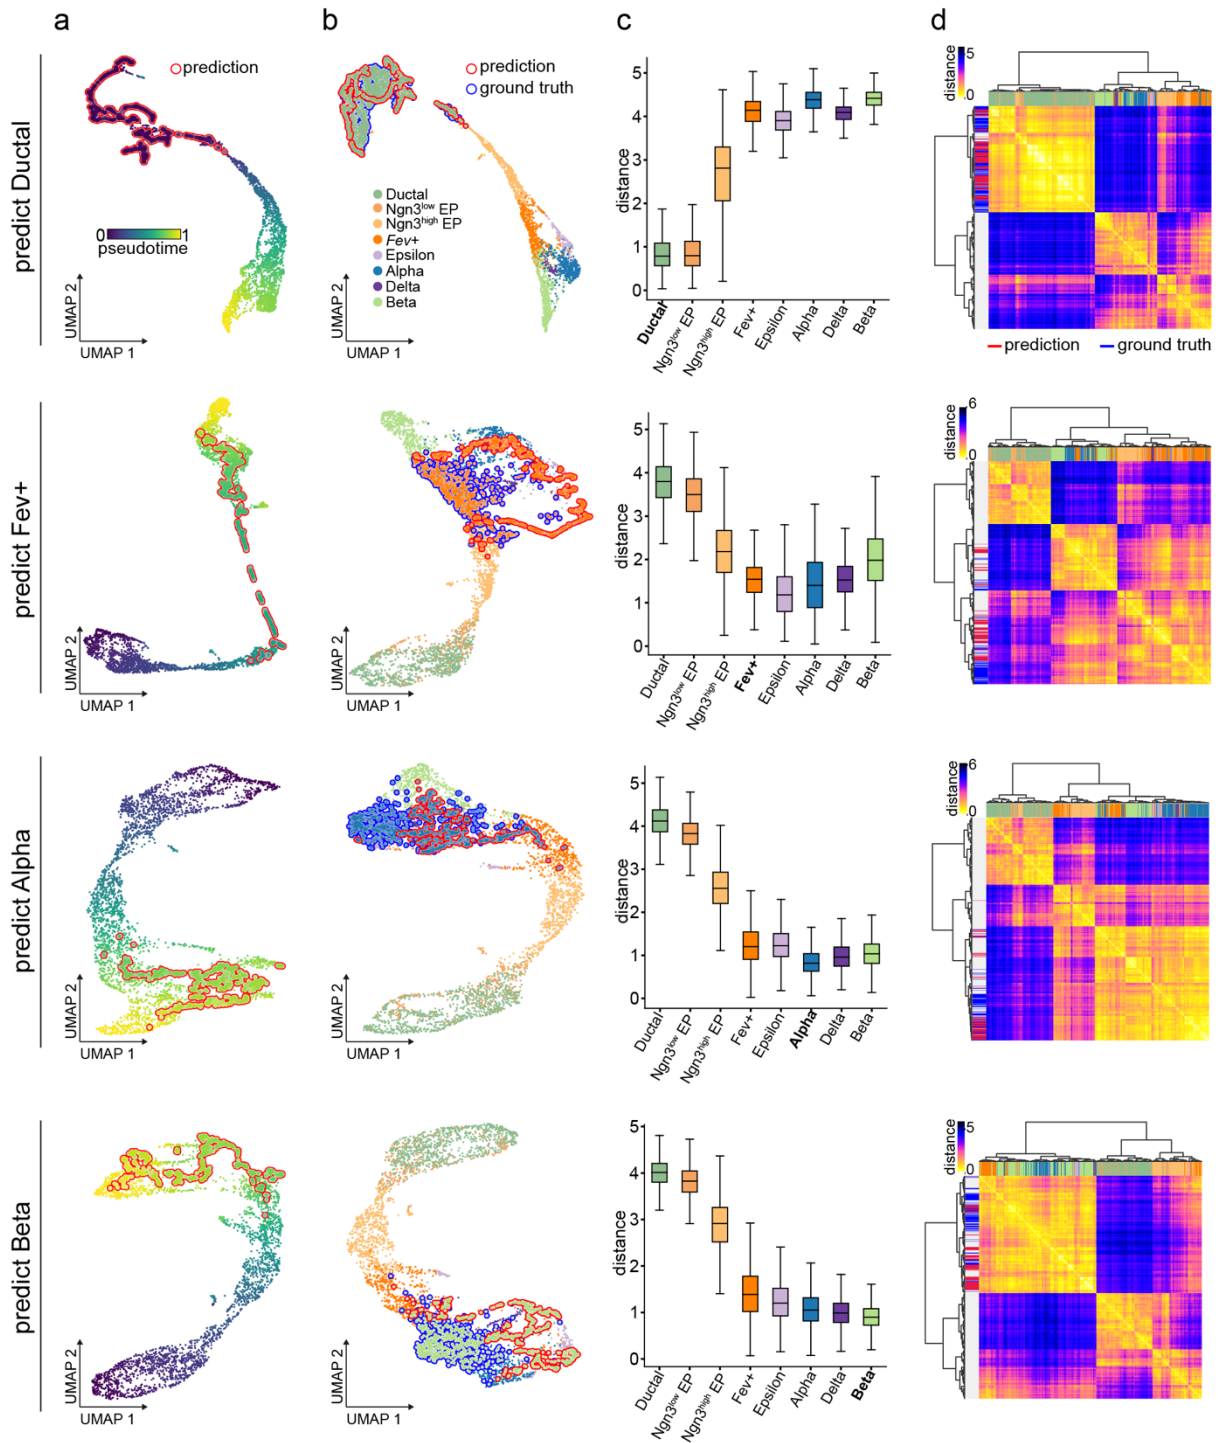 a b c d
predict Ductal
prediction
0 1
pseudotime
UMAP 2
UMAP 1
prediction
ground truth
Ductal
Ngn3low EP
Ngn3high EP
Fev+
Epsilon
Alpha
Delta
Beta
UMAP 2
UMAP 1
distance
5
4
3
2
1
0
Ductal
Ngn3low EP
Ngn3high EP
Fev+
Epsilon
Alpha
Delta
Beta
distance
5
0
prediction
ground truth
predict Fev+
UMAP 2
UMAP 1
UMAP 2
UMAP 1
distance
5
4
3
2
1
0
Ductal
Ngn3low EP
Ngn3high EP
Fev+
Epsilon
Alpha
Delta
Beta
distance
6
0
predict Alpha
UMAP 2
UMAP 1
UMAP 2
UMAP 1
distance
5
4
3
2
1
0
Ductal
Ngn3low EP
Ngn3high EP
Fev+
Epsilon
Alpha
Delta
Beta
distance
6
0
predict Beta
UMAP 2
UMAP 1
UMAP 2
UMAP 1
distance
5
4
3
2
1
0
Ductal
Ngn3low EP
Ngn3high EP
Fev+
Epsilon
Alpha
Delta
Beta
distance
5
0